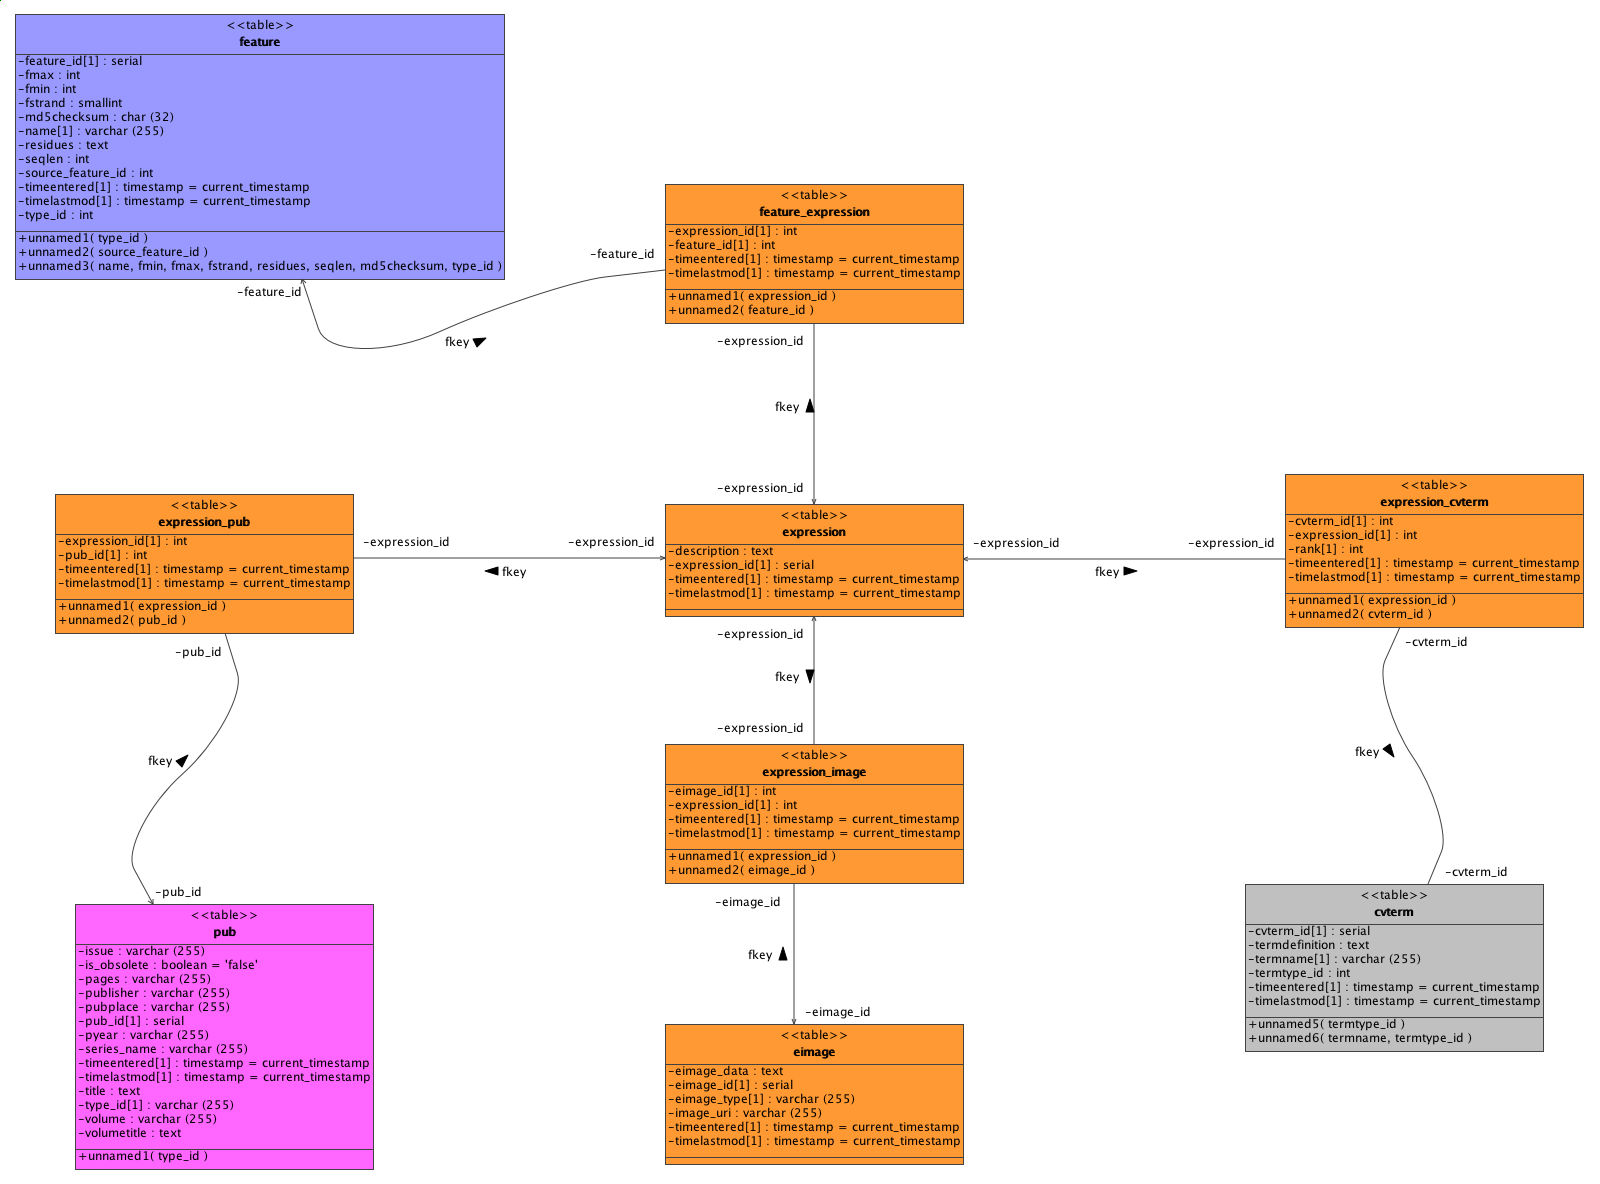 <<table>>
feature
-feature_id[1] : serial
-fmax : int
-fmin : int
-fstrand : smallint
-md5checksum : char (32)
-name[1] : varchar (255)
-residues : text
-seqlen : int
-source_feature_id : int
-timeentered[1] : timestamp = current_timestamp
-timelastmod[1] : timestamp = current_timestamp
-type_id : int
+unnamed1( type_id )
+unnamed2( source_feature_id )
+unnamed3( name, fmin, fmax, fstrand, residues, seqlen, md5checksum, type_id )
-feature_id
fkey
-feature_id
<<table>>
feature_expression
-expression_id[1] : int
-feature_id[1] : int
-timeentered[1] : timestamp = current_timestamp
-timelastmod[1] : timestamp = current_timestamp
+unnamed1( expression_id )
+unnamed2( feature_id )
-expression_id
fkey
-expression_id
<<table>>
expression_pub
-expression_id[1] : int
-pub_id[1] : int
-timeentered[1] : timestamp = current_timestamp
-timelastmod[1] : timestamp = current_timestamp
+unnamed1( expression_id )
+unnamed2( pub_id )
-expression_id
fkey
-expression_id
<<table>>
expression
-description : text
-expression_id[1] : serial
-timeentered[1] : timestamp = current_timestamp
-timelastmod[1] : timestamp = current_timestamp
-expression_id
fkey
-expression_id
<<table>>
expression_cvterm
-cvterm_id[1] : int
-expression_id[1] : int
-rank[1] : int
-timeentered[1] : timestamp = current_timestamp
-timelastmod[1] : timestamp = current_timestamp
+unnamed1( expression_id )
+unnamed2( cvterm_id )
-pub_id
fkey
-pub_id
<<table>>
pub
-issue : varchar (255)
-is_obsolete : boolean = 'false'
-pages : varchar (255)
-publisher : varchar (255)
-pubplace : varchar (255)
-pub_id[1] : serial
-pyear : varchar (255)
-series_name : varchar (255)
-timeentered[1] : timestamp = current_timestamp
-timelastmod[1] : timestamp = current_timestamp
-title : text
-type_id[1] : varchar (255)
-volume : varchar (255)
-volumetitle : text
+unnamed1( type_id )
-expression_id
fkey
-expression_id
<<table>>
expression_image
-eimage_id[1] : int
-expression_id[1] : int
-timeentered[1] : timestamp = current_timestamp
-timelastmod[1] : timestamp = current_timestamp
+unnamed1( expression_id )
+unnamed2( eimage_id )
-eimage_id
fkey
-eimage_id
<<table>>
eimage
-eimage_data : text
-eimage_id[1] : serial
-eimage_type[1] : varchar (255)
-image_uri : varchar (255)
-timeentered[1] : timestamp = current_timestamp
-timelastmod[1] : timestamp = current_timestamp
-cvterm_id
fkey
-cvterm_id
<<table>>
cvterm
-cvterm_id[1] : serial
-termdefinition : text
-termname[1] : varchar (255)
-termtype_id : int
-timeentered[1] : timestamp = current_timestamp
-timelastmod[1] : timestamp = current_timestamp
+unnamed5( termtype_id )
+unnamed6( termname, termtype_id )